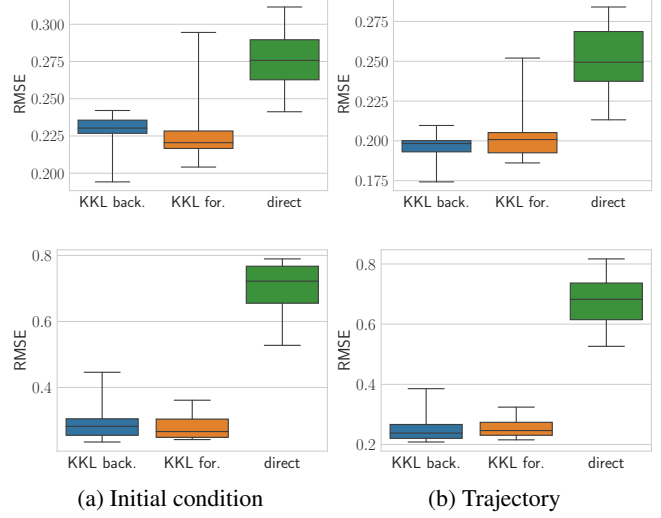 0.300
0.275
0.250
0.225
0.200
RMSE
KKL back. KKL for. direct
0.275
0.250
0.225
0.200
0.175
RMSE
KKL back. KKL for. direct
0.8
0.6
0.4
RMSE
KKL back. KKL for. direct
0.8
0.6
0.4
0.2
RMSE
KKL back. KKL for. direct
(a) Initial condition
(b) Trajectory